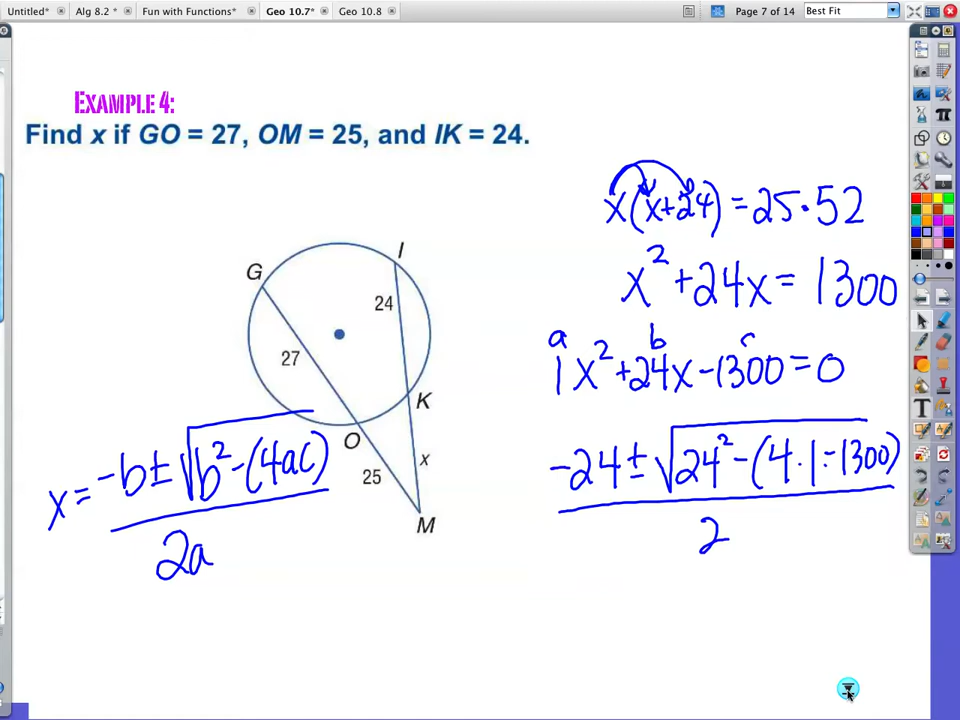 Untitled* Alg 8.2 * Fun with Functions* Geo 10.7* Geo 10.8 Page 7 of 14 Best Fit
EXAMPLE 4:
Find x if GO = 27, OM = 25, and IK = 24.
x(x+24) = 25·52
x² + 24x = 1300
a b c
1x² + 24x - 1300 = 0
G
I
24
27
K
O
x
25
M
x = -b ± √b² - (4ac)
2a
-24 ± √24² - (4·1·-1300)
2
T